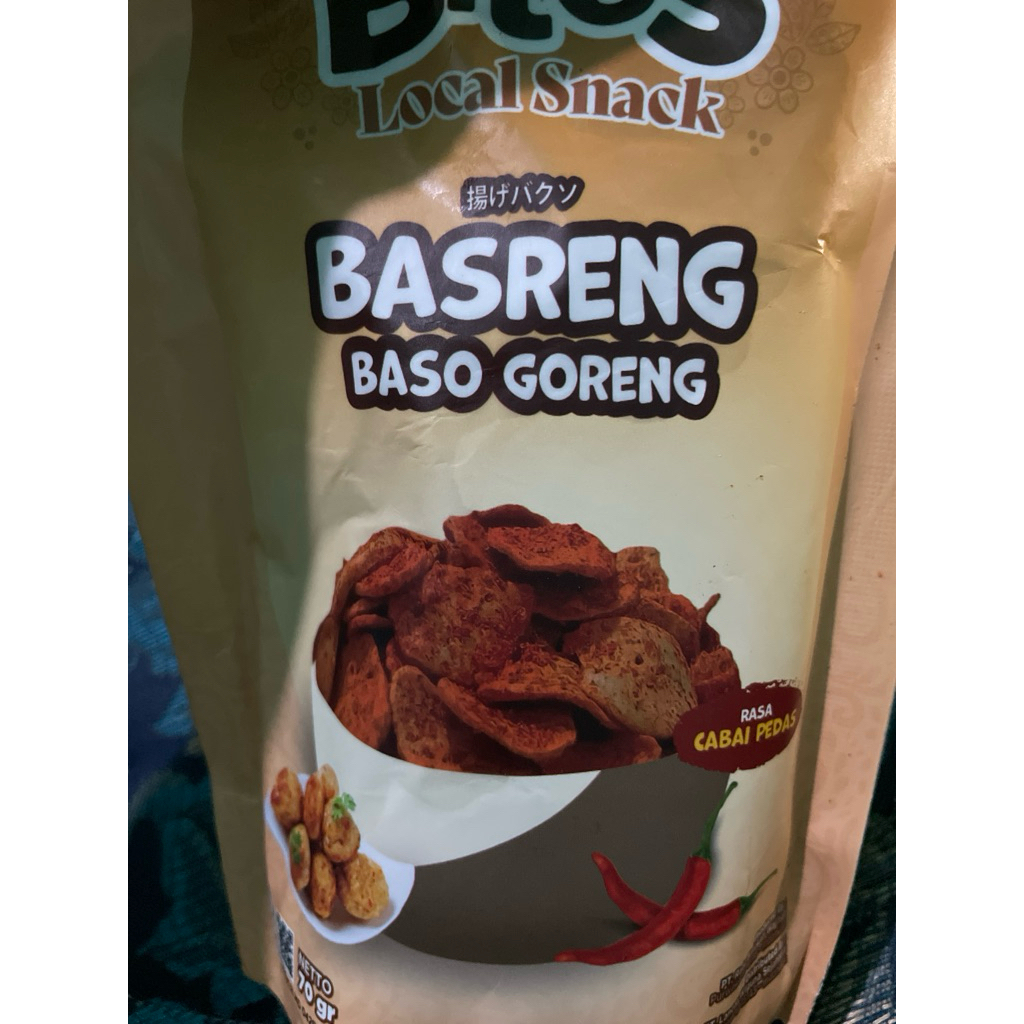 Local Snack
揚げバクソ
BASRENG
BASO GORENG
RASA
CABAI PEDAS
NETTO
70 gr